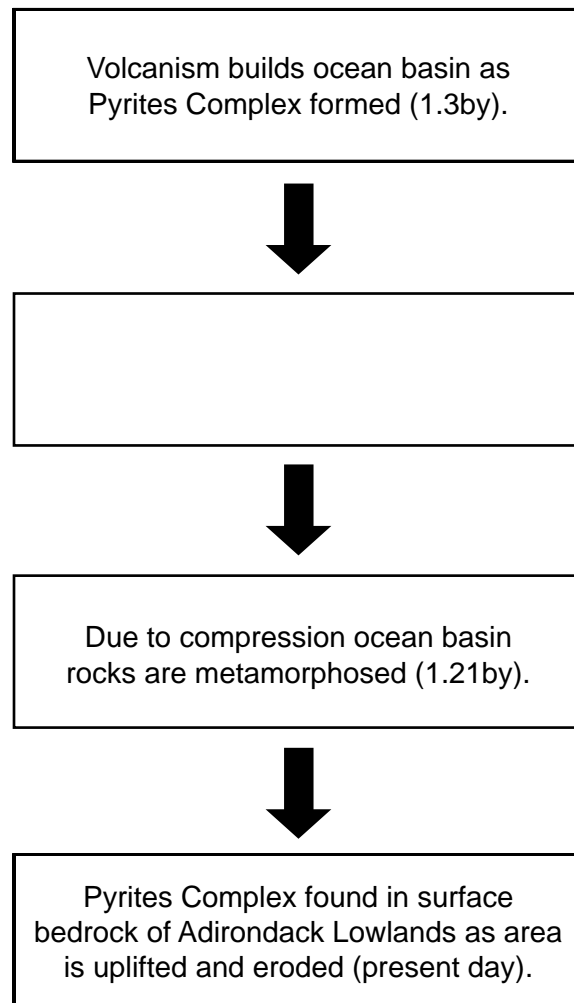 Volcanism builds ocean basin as
Pyrites Complex formed (1.3by).
Due to compression ocean basin
rocks are metamorphosed (1.21by).
Pyrites Complex found in surface
bedrock of Adirondack Lowlands as area
is uplifted and eroded (present day).